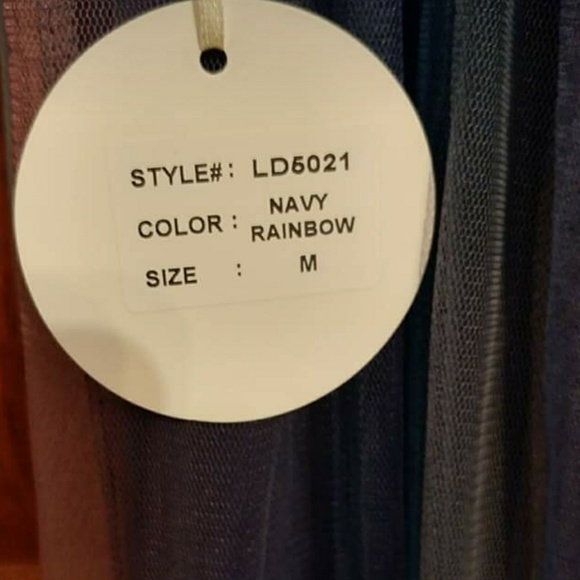 STYLE#: LD5021
COLOR : NAVY RAINBOW
SIZE : M